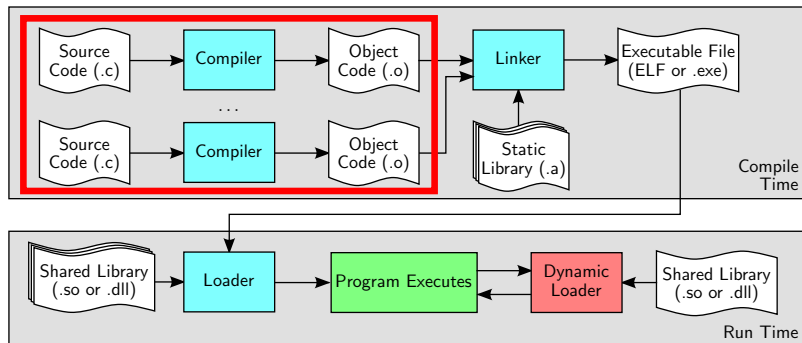 Source
Code (.c)
Compiler
Object
Code (.o)
Linker
Executable File
(ELF or .exe)
...
Source
Code (.c)
Compiler
Object
Code (.o)
Static
Library (.a)
Compile
Time
Shared Library
(.so or .dll)
Loader
Program Executes
Dynamic
Loader
Shared Library
(.so or .dll)
Run Time